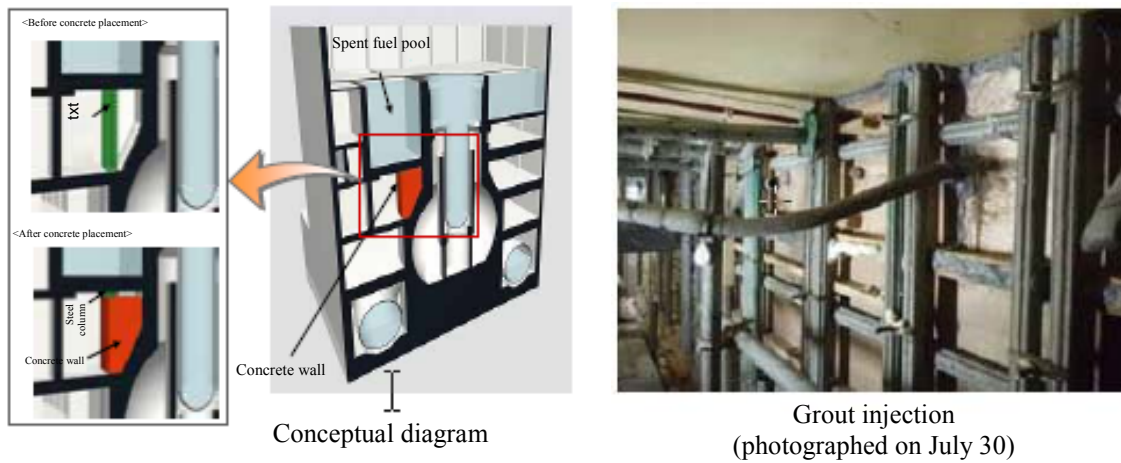 <Before concrete placement>
txt
<After concrete placement>
Steel
column
Concrete wall
Spent fuel pool
Concrete wall
Conceptual diagram
Grout injection
(photographed on July 30)